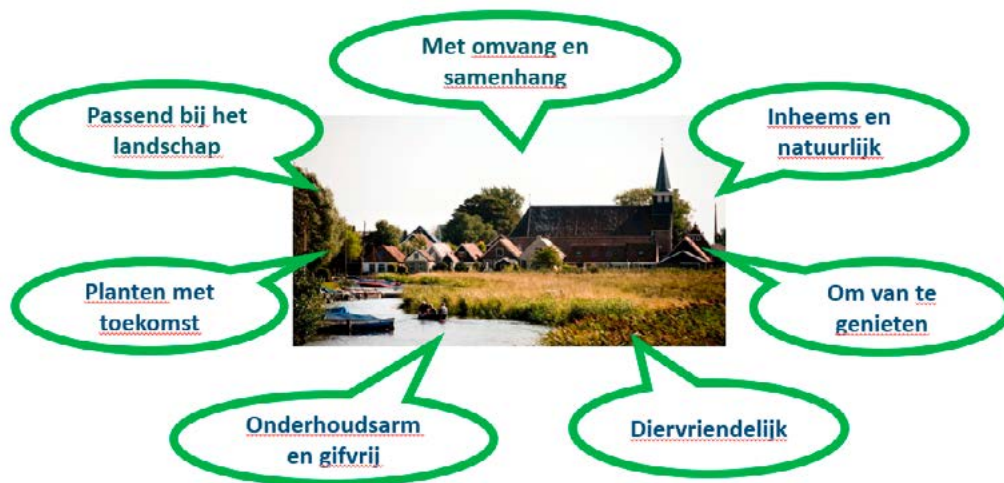 Met omvang en
samenhang
Passend bij het
landschap
Inheems en
natuurlijk
Planten met
toekomst
Om van te
genieten
Onderhoudsarm
en gifvrij
Diervriendelijk